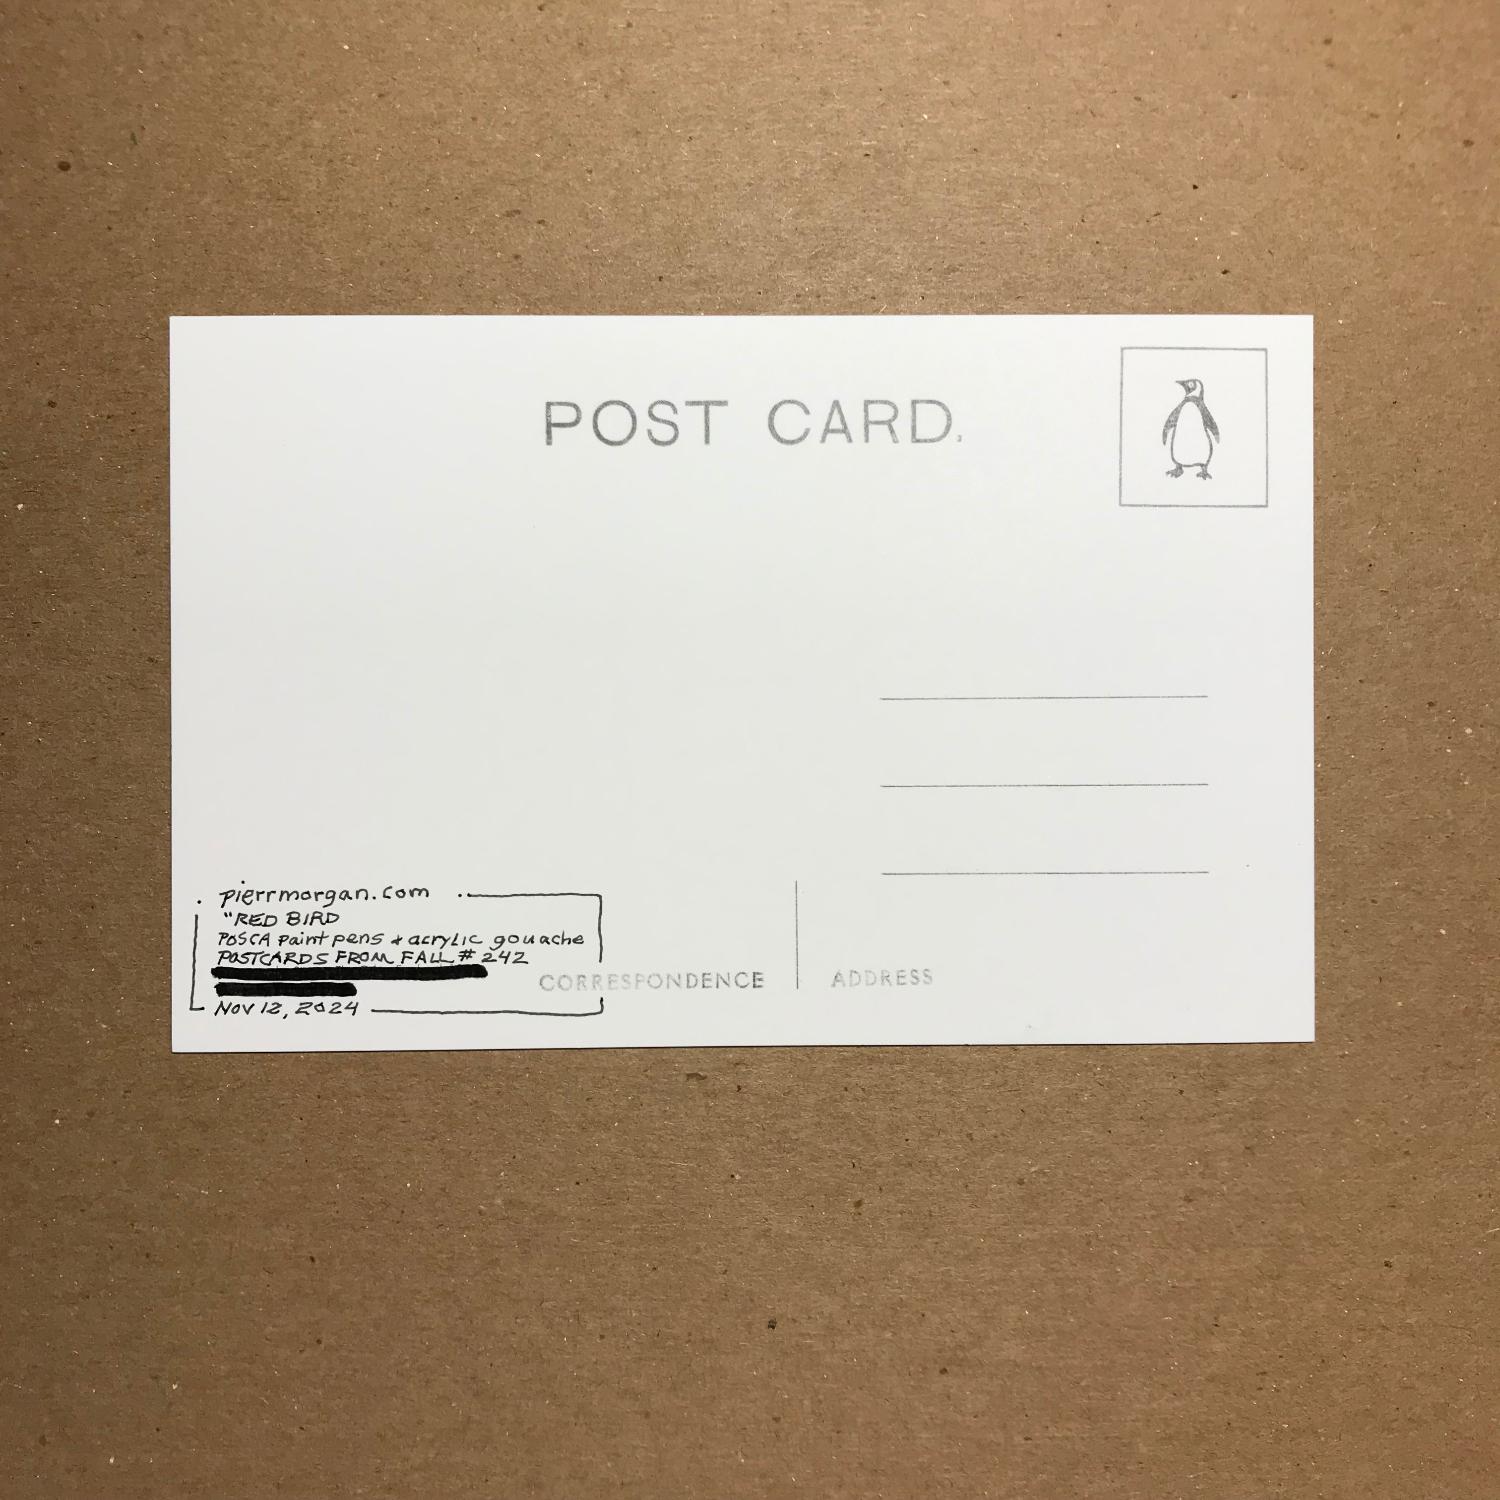 POST CARD.
pierrmorgan.com
"RED BIRD
POSCA paint pens & acrylic gouache
POSTCARDS FROM FALL # 242
Nov 12, 2024
CORRESPONDENCE
ADDRESS